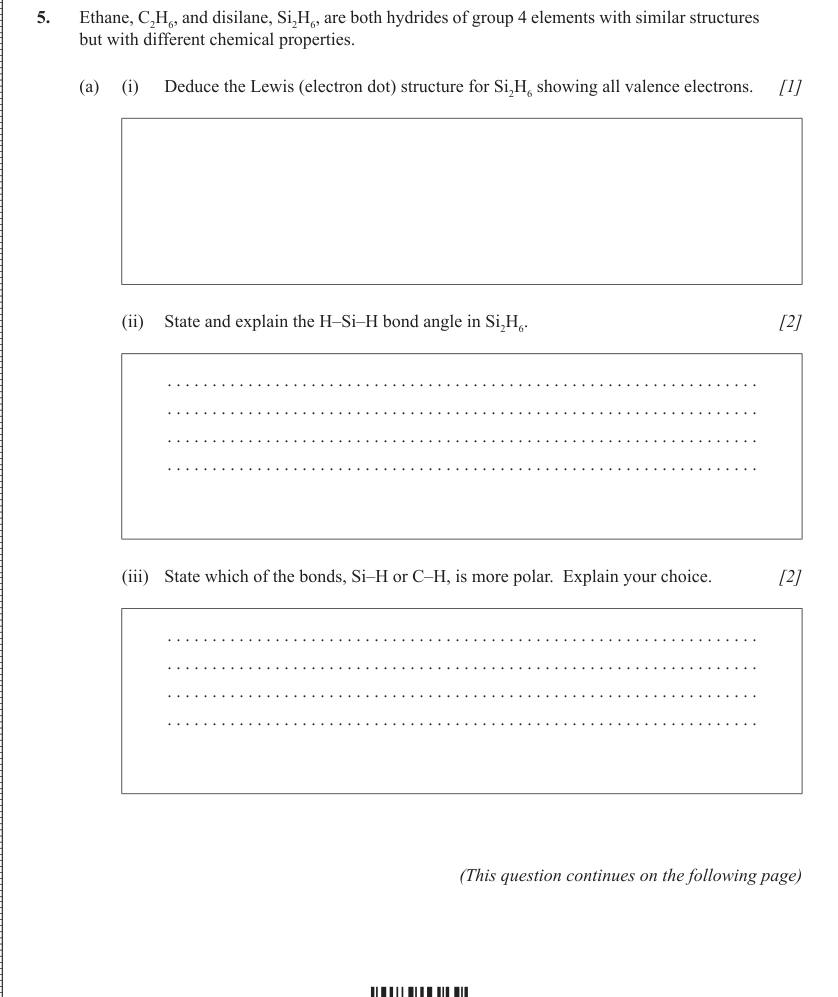 5. Ethane, C₂H₆, and disilane, Si₂H₆, are both hydrides of group 4 elements with similar structures
but with different chemical properties.
(a) (i) Deduce the Lewis (electron dot) structure for Si₂H₆ showing all valence electrons. [1]
(ii) State and explain the H–Si–H bond angle in Si₂H₆. [2]
(iii) State which of the bonds, Si–H or C–H, is more polar. Explain your choice. [2]
(This question continues on the following page)